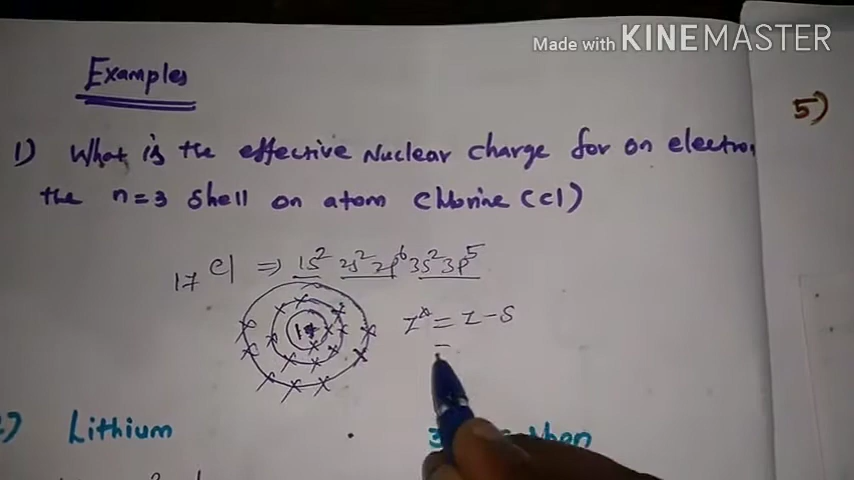 Made with KINEMASTER
Examples
5)
1) What is the effective Nuclear charge for on electron
the n=3 shell on atom chlorine (cl)
17 Cl ⇒ 1s² 2s² 2p⁶ 3s² 3p⁵
Z* = Z - S
=
Lithium